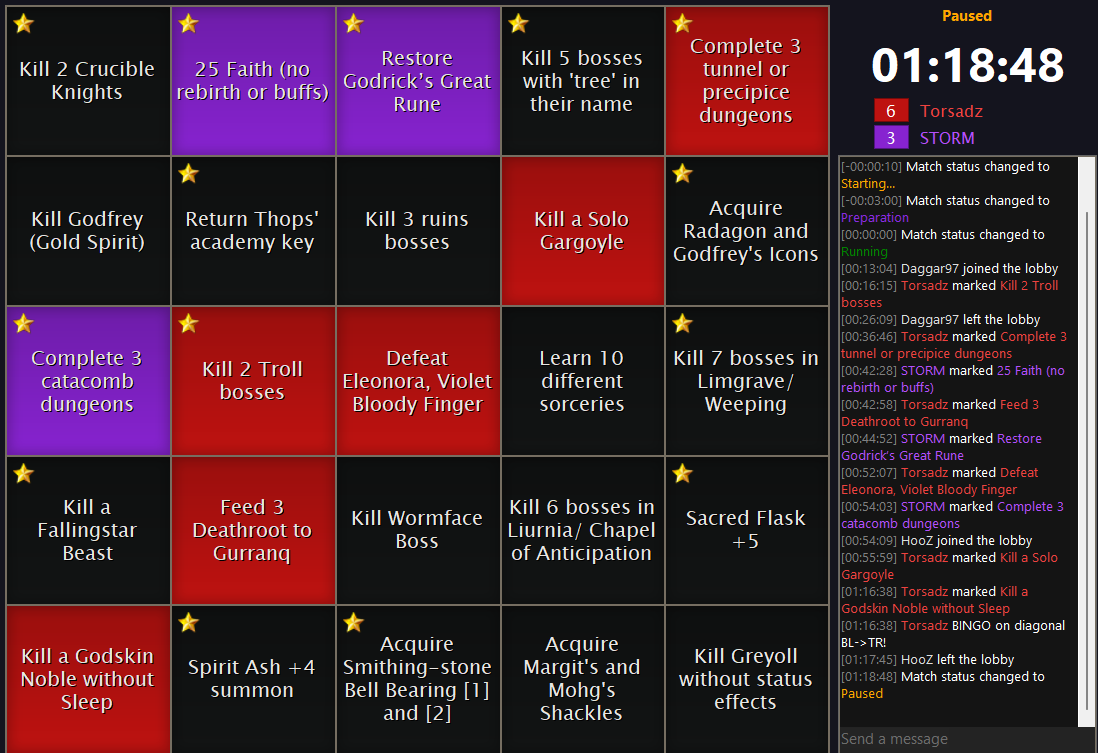 Kill 2 Crucible
Knights
25 Faith (no
rebirth or buffs)
Restore
Godrick’s Great
Rune
Kill 5 bosses
with 'tree' in
their name
Complete 3
tunnel or
precipice
dungeons
Kill Godfrey
(Gold Spirit)
Return Thops'
academy key
Kill 3 ruins
bosses
Kill a Solo
Gargoyle
Acquire
Radagon and
Godfrey's Icons
Complete 3
catacomb
dungeons
Kill 2 Troll
bosses
Defeat
Eleonora, Violet
Bloody Finger
Learn 10
different
sorceries
Kill 7 bosses in
Limgrave/
Weeping
Kill a
Fallingstar
Beast
Feed 3
Deathroot to
Gurranq
Kill Wormface
Boss
Kill 6 bosses in
Liurnia/ Chapel
of Anticipation
Sacred Flask
+5
Kill a Godskin
Noble without
Sleep
Spirit Ash +4
summon
Acquire
Smithing-stone
Bell Bearing [1]
and [2]
Acquire
Margit's and
Mohg's
Shackles
Kill Greyoll
without status
effects
Paused
01:18:48
6 Torsadz
3 STORM
[-00:00:10] Match status changed to
Starting...
[-00:03:00] Match status changed to
Preparation
[00:00:00] Match status changed to
Running
[00:13:04] Daggar97 joined the lobby
[00:16:15] Torsadz marked Kill 2 Troll
bosses
[00:26:09] Daggar97 left the lobby
[00:36:46] Torsadz marked Complete 3
tunnel or precipice dungeons
[00:42:28] STORM marked 25 Faith (no
rebirth or buffs)
[00:42:58] Torsadz marked Feed 3
Deathroot to Gurranq
[00:44:52] STORM marked Restore
Godrick’s Great Rune
[00:52:07] Torsadz marked Defeat
Eleonora, Violet Bloody Finger
[00:54:03] STORM marked Complete 3
catacomb dungeons
[00:54:09] HooZ joined the lobby
[00:55:59] Torsadz marked Kill a Solo
Gargoyle
[01:16:38] Torsadz marked Kill a
Godskin Noble without Sleep
[01:16:38] Torsadz BINGO on diagonal
BL->TR!
[01:17:45] HooZ left the lobby
[01:18:48] Match status changed to
Paused
Send a message